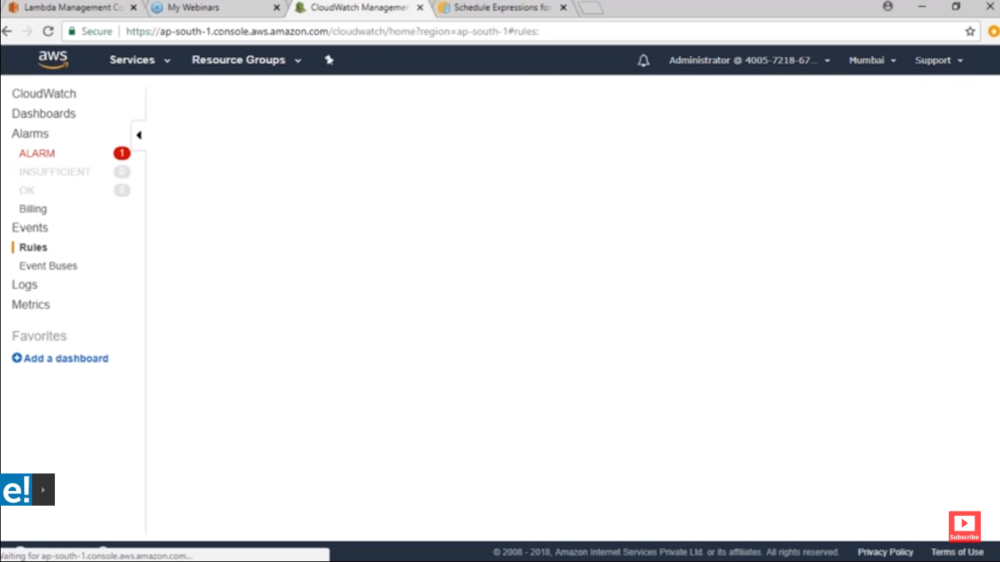 Lambda Management Co
My Webinars
CloudWatch Managemen
Schedule Expressions for
Secure
https://ap-south-1.console.aws.amazon.com/cloudwatch/home?region=ap-south-1#rules:
aws
Services
Resource Groups
Administrator @ 4005-7218-67...
Mumbai
Support
CloudWatch
Dashboards
Alarms
ALARM 1
INSUFFICIENT 0
OK 0
Billing
Events
Rules
Event Buses
Logs
Metrics
Favorites
Add a dashboard
e!
Subscribe
Waiting for ap-south-1.console.aws.amazon.com...
© 2008 - 2018, Amazon Internet Services Private Ltd. or its affiliates. All rights reserved.
Privacy Policy
Terms of Use